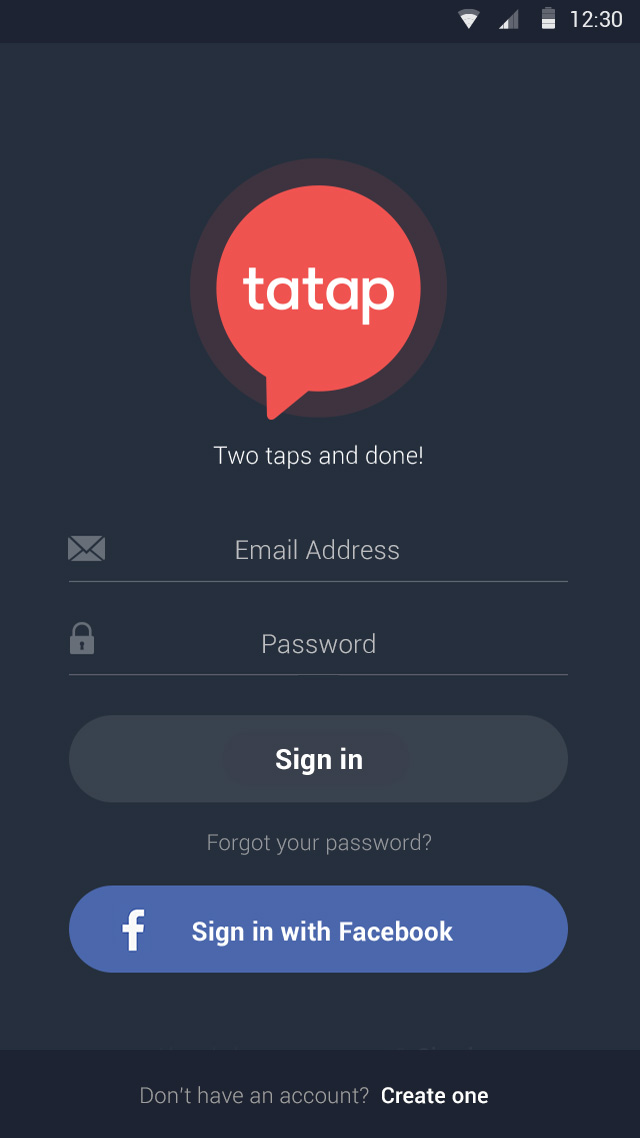 12:30
tatap
Two taps and done!
Email Address
Password
Sign in
Forgot your password?
Sign in with Facebook
Don't have an account? Create one